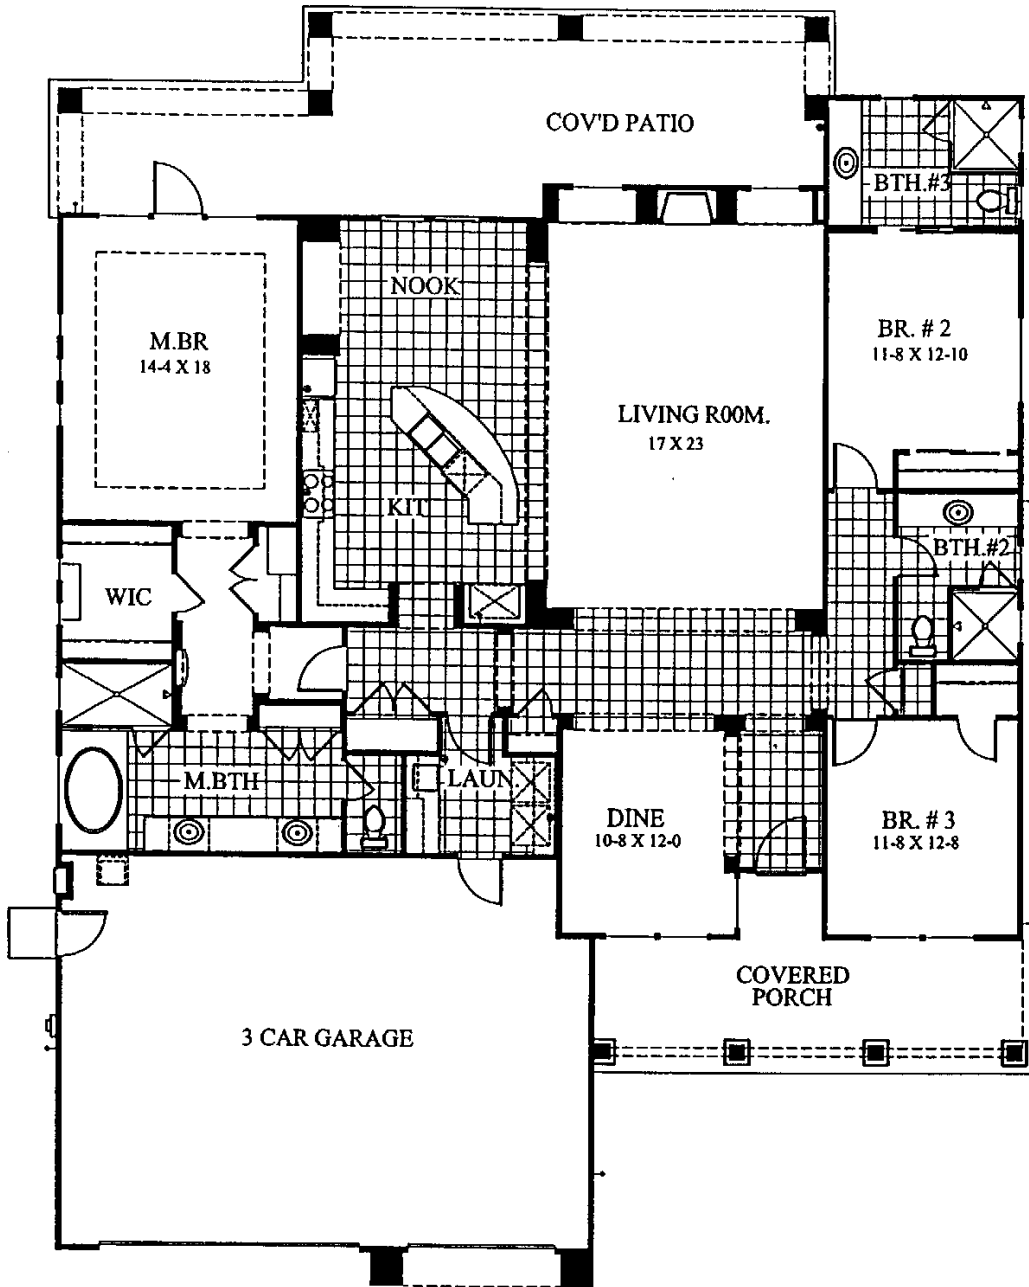 COV'D PATIO
BTH.#3
NOOK
M.BR
14-4 X 18
BR. # 2
11-8 X 12-10
LIVING R00M.
17 X 23
KIT
BTH.#2
WIC
M.BTH
LAUN.
DINE
10-8 X 12-0
BR. # 3
11-8 X 12-8
COVERED
PORCH
3 CAR GARAGE